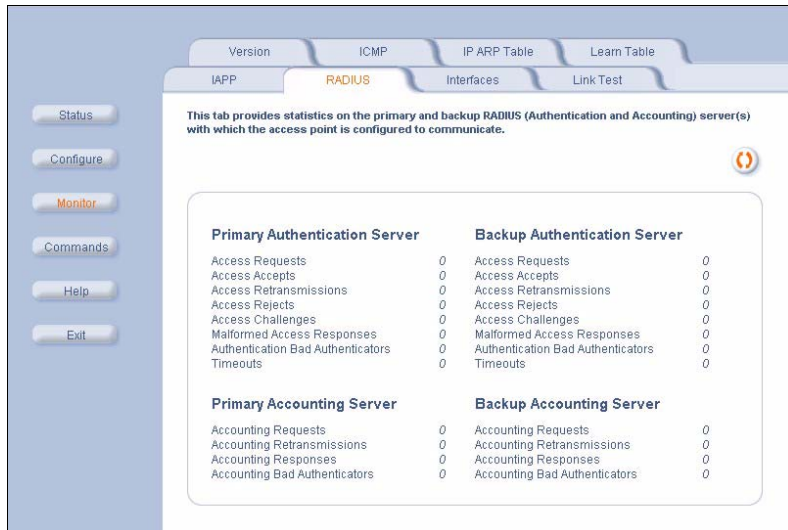 Version ICMP IP ARP Table Learn Table
IAPP RADIUS Interfaces Link Test
Status
Configure
Monitor
Commands
Help
Exit
This tab provides statistics on the primary and backup RADIUS (Authentication and Accounting) server(s)
with which the access point is configured to communicate.
Primary Authentication Server
Access Requests 0
Access Accepts 0
Access Retransmissions 0
Access Rejects 0
Access Challenges 0
Malformed Access Responses 0
Authentication Bad Authenticators 0
Timeouts 0
Backup Authentication Server
Access Requests 0
Access Accepts 0
Access Retransmissions 0
Access Rejects 0
Access Challenges 0
Malformed Access Responses 0
Authentication Bad Authenticators 0
Timeouts 0
Primary Accounting Server
Accounting Requests 0
Accounting Retransmissions 0
Accounting Responses 0
Accounting Bad Authenticators 0
Backup Accounting Server
Accounting Requests 0
Accounting Retransmissions 0
Accounting Responses 0
Accounting Bad Authenticators 0